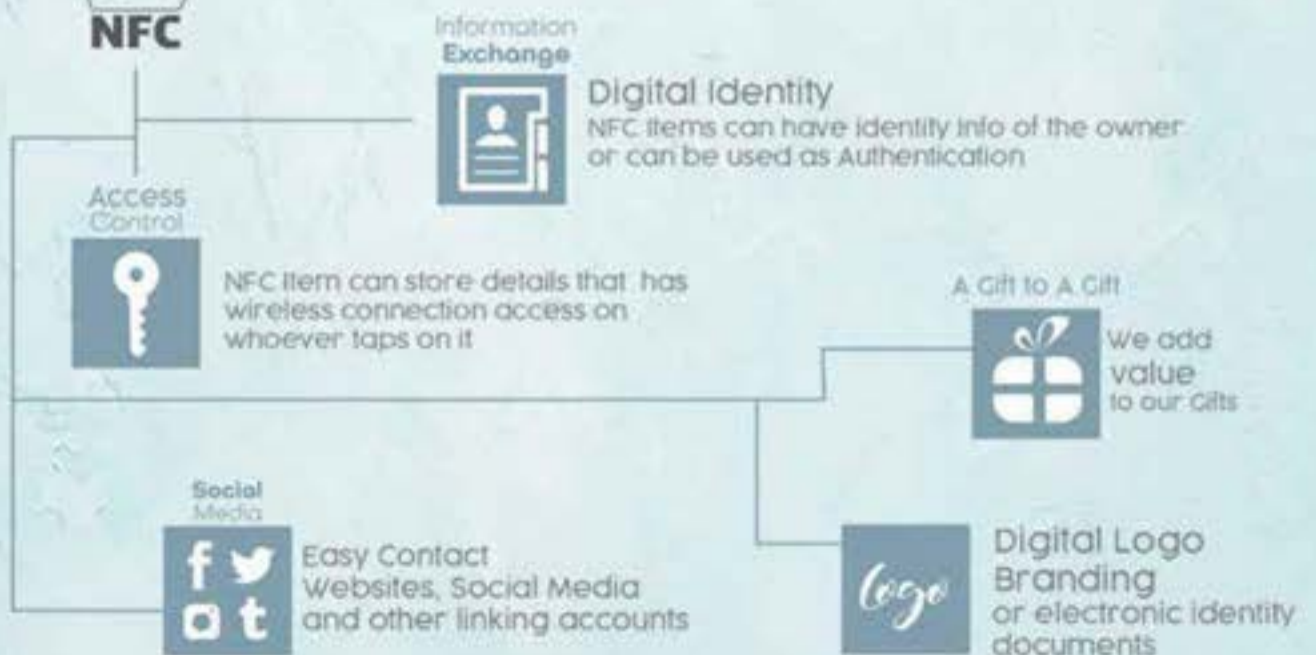 NFC
Information
Exchange
Digital Identity
NFC Items can have identity info of the owner
or can be used as Authentication
Access
Control
NFC Item can store details that has
wireless connection access on
whoever taps on it
A Gift to A Gift
We add
value
to our Gifts
Social
Media
Easy Contact
Websites, Social Media
and other linking accounts
Logo
Digital Logo
Branding
or electronic identity
documents